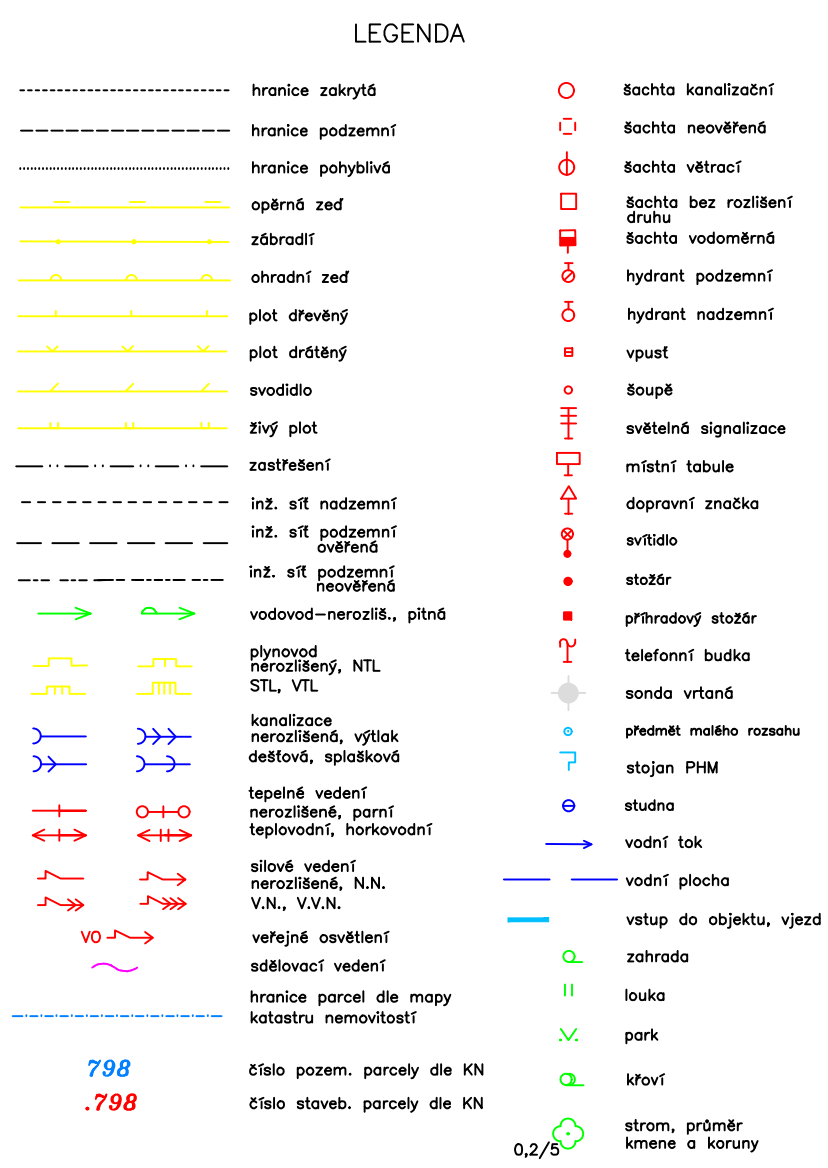 LEGENDA
hranice zakrytá
hranice podzemní
hranice pohyblivá
opěrná zeď
zábradlí
ohradní zeď
plot dřevěný
plot drátěný
svodidlo
živý plot
zastřešení
inž. síť nadzemní
inž. síť podzemní
ověřená
inž. síť podzemní
neověřená
vodovod–nerozliš., pitná
plynovod
nerozlišený, NTL
STL, VTL
kanalizace
nerozlišená, výtlak
dešťová, splašková
tepelné vedení
nerozlišené, parní
teplovodní, horkovodní
silové vedení
nerozlišené, N.N.
V.N., V.V.N.
VO veřejné osvětlení
sdělovací vedení
hranice parcel dle mapy
katastru nemovitostí
798 číslo pozem. parcely dle KN
.798 číslo staveb. parcely dle KN
šachta kanalizační
šachta neověřená
šachta větrací
šachta bez rozlišení
druhu
šachta vodoměrná
hydrant podzemní
hydrant nadzemní
vpusť
šoupě
světelná signalizace
místní tabule
dopravní značka
svítidlo
stožár
příhradový stožár
telefonní budka
sonda vrtaná
předmět malého rozsahu
stojan PHM
studna
vodní tok
vodní plocha
vstup do objektu, vjezd
zahrada
louka
park
křoví
strom, průměr
0,2/5 kmene a koruny